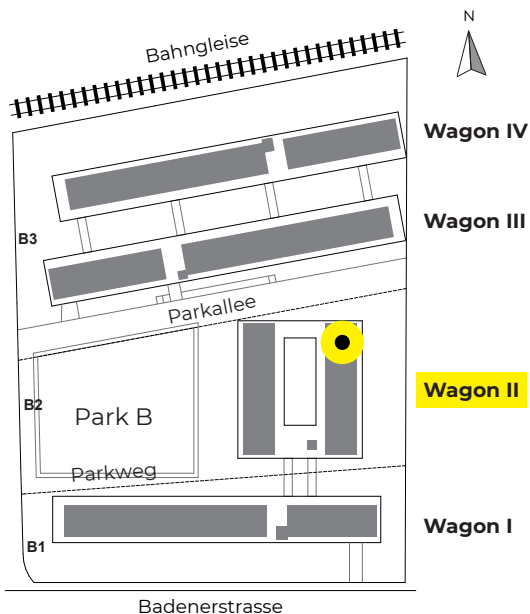 N
Bahngleise
Wagon IV
Wagon III
B3
Parkallee
Wagon II
B2
Park B
Parkweg
Wagon I
B1
Badenerstrasse